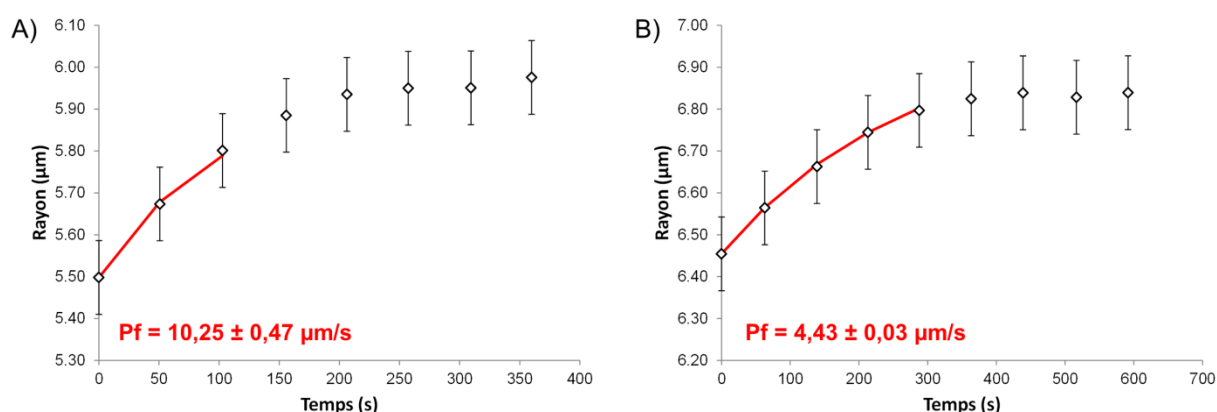 A)
Rayon (µm)
6.10
6.00
5.90
5.80
5.70
5.60
5.50
5.40
5.30
Pf = 10,25 ± 0,47 µm/s
0 50 100 150 200 250 300 350 400
Temps (s)
B)
Rayon (µm)
7.00
6.90
6.80
6.70
6.60
6.50
6.40
6.30
6.20
Pf = 4,43 ± 0,03 µm/s
0 100 200 300 400 500 600 700
Temps (s)